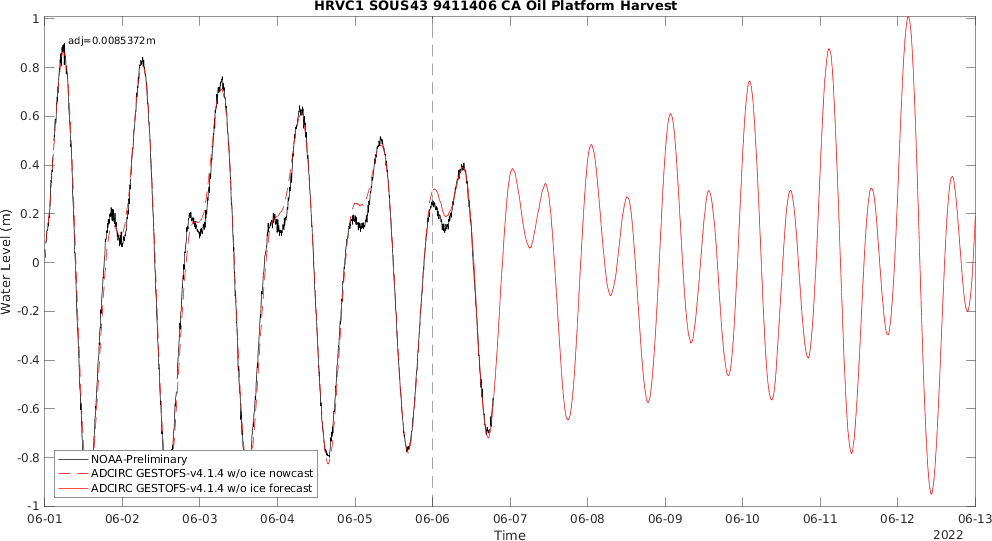 HRVC1 SOUS43 9411406 CA Oil Platform Harvest
adj=0.0085372m
Water Level (m)
1
0.8
0.6
0.4
0.2
0
-0.2
-0.4
-0.6
-0.8
-1
NOAA-Preliminary
ADCIRC GESTOFS-v4.1.4 w/o ice nowcast
ADCIRC GESTOFS-v4.1.4 w/o ice forecast
06-01 06-02 06-03 06-04 06-05 06-06 06-07 06-08 06-09 06-10 06-11 06-12 06-13
Time
2022